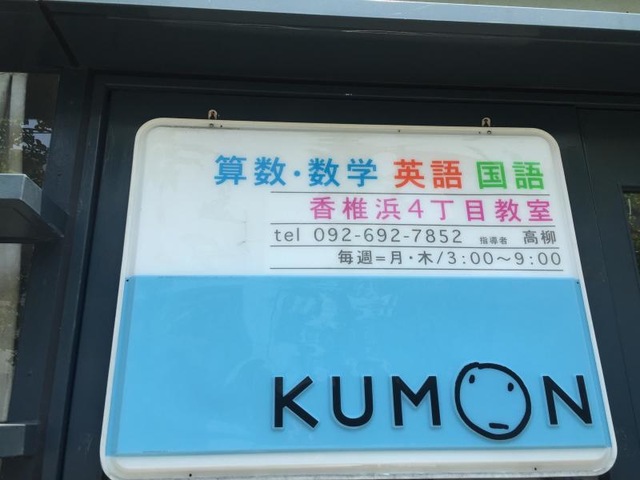 算数・数学 英語 国語
香椎浜4丁目教室
tel 092-692-7852 指導者 高柳
毎週=月・木/3:00〜9:00
KUMON